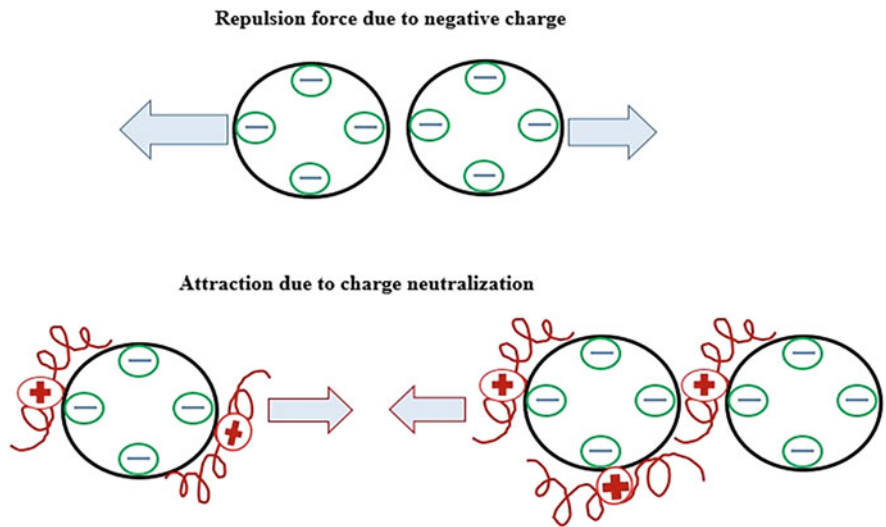 Repulsion force due to negative charge
Attraction due to charge neutralization